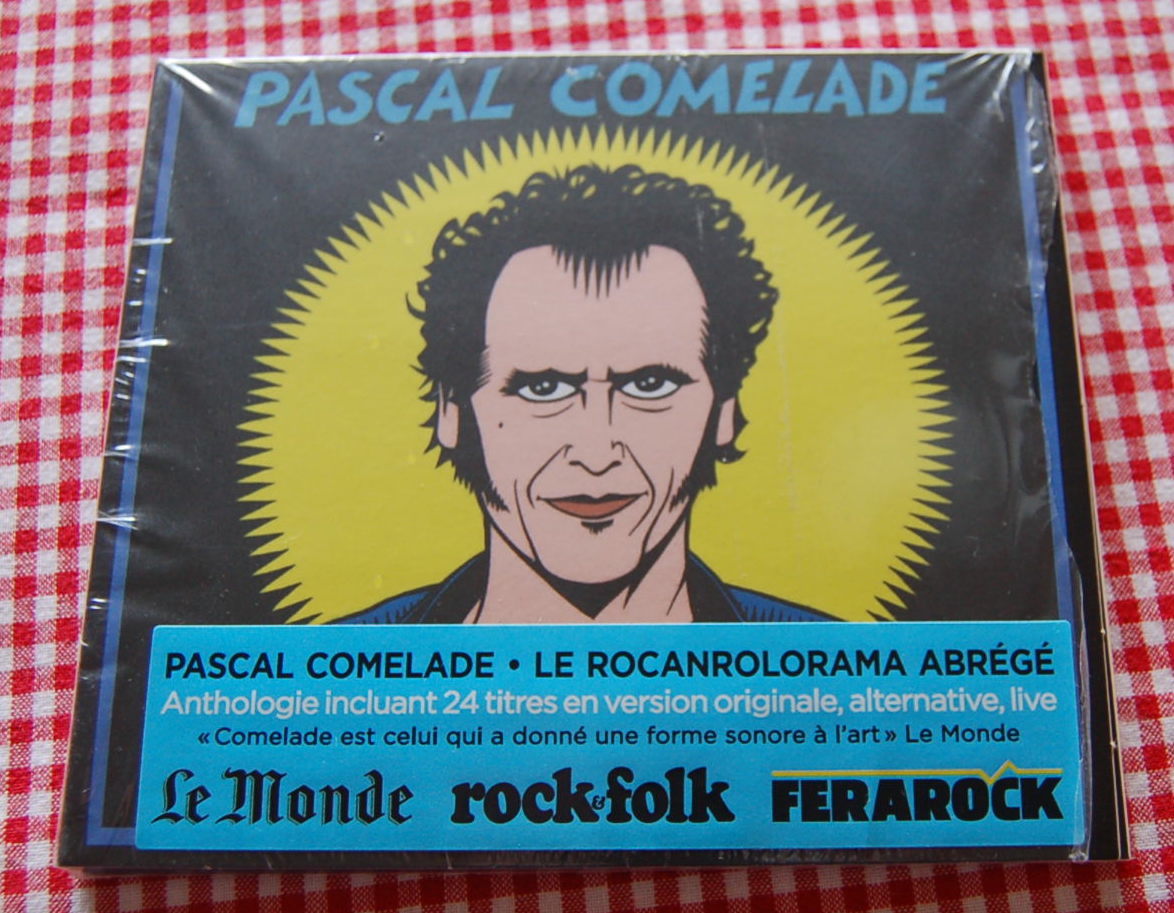 PASCAL COMELADE
PASCAL COMELADE • LE ROCANROLORAMA ABRÉGÉ
Anthologie incluant 24 titres en version originale, alternative, live
« Comelade est celui qui a donné une forme sonore à l'art » Le Monde
Le Monde rock&folk FERAROCK